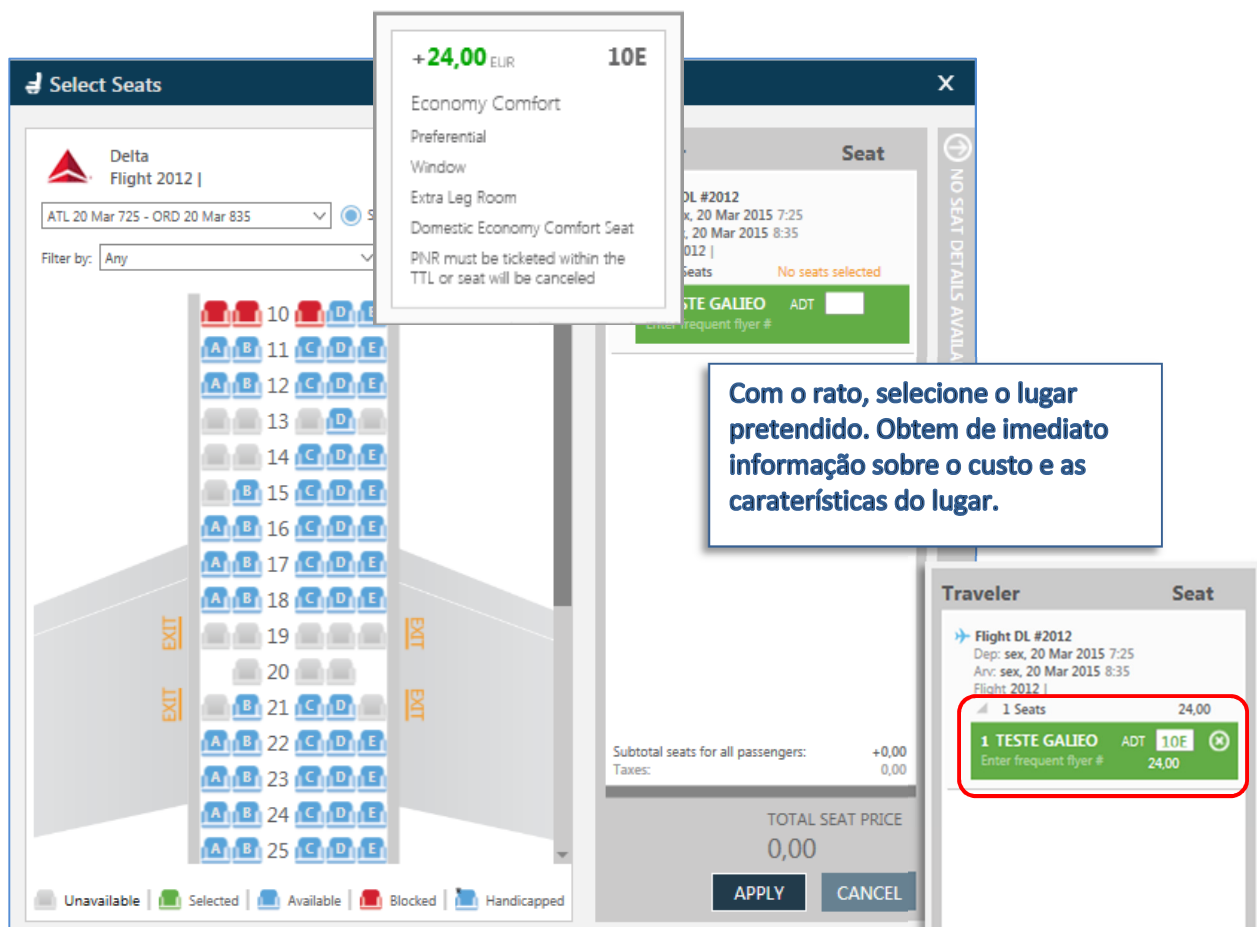 +24,00 EUR 10E
Economy Comfort
Preferential
Window
Extra Leg Room
Domestic Economy Comfort Seat
PNR must be ticketed within the
TTL or seat will be canceled
Select Seats X
Delta
Flight 2012 |
ATL 20 Mar 725 - ORD 20 Mar 835
Filter by: Any
10 D E
A B 11 C D E
A B 12 C D E
13 D
14 C D E
B 15 C D E
A B 16 C D E
A B 17 C D E
A B 18 C D E
EXIT 19 EXIT
20
EXIT B 21 C D EXIT
A B 22 C D E
A B 23 C D E
A B 24 C D E
A B 25 C D E
Unavailable | Selected | Available | Blocked | Handicapped
Seat
DL #2012
20 Mar 2015 7:25
20 Mar 2015 8:35
012 |
Seats No seats selected
STE GALIEO ADT
Enter frequent flyer #
NO SEAT DETAILS AVAILA
Com o rato, selecione o lugar
pretendido. Obtem de imediato
informação sobre o custo e as
caraterísticas do lugar.
Subtotal seats for all passengers: +0,00
Taxes: 0,00
TOTAL SEAT PRICE
0,00
APPLY CANCEL
Traveler Seat
Flight DL #2012
Dep: sex, 20 Mar 2015 7:25
Arv: sex, 20 Mar 2015 8:35
Flight 2012 |
1 Seats 24,00
1 TESTE GALIEO ADT 10E
Enter frequent flyer # 24,00